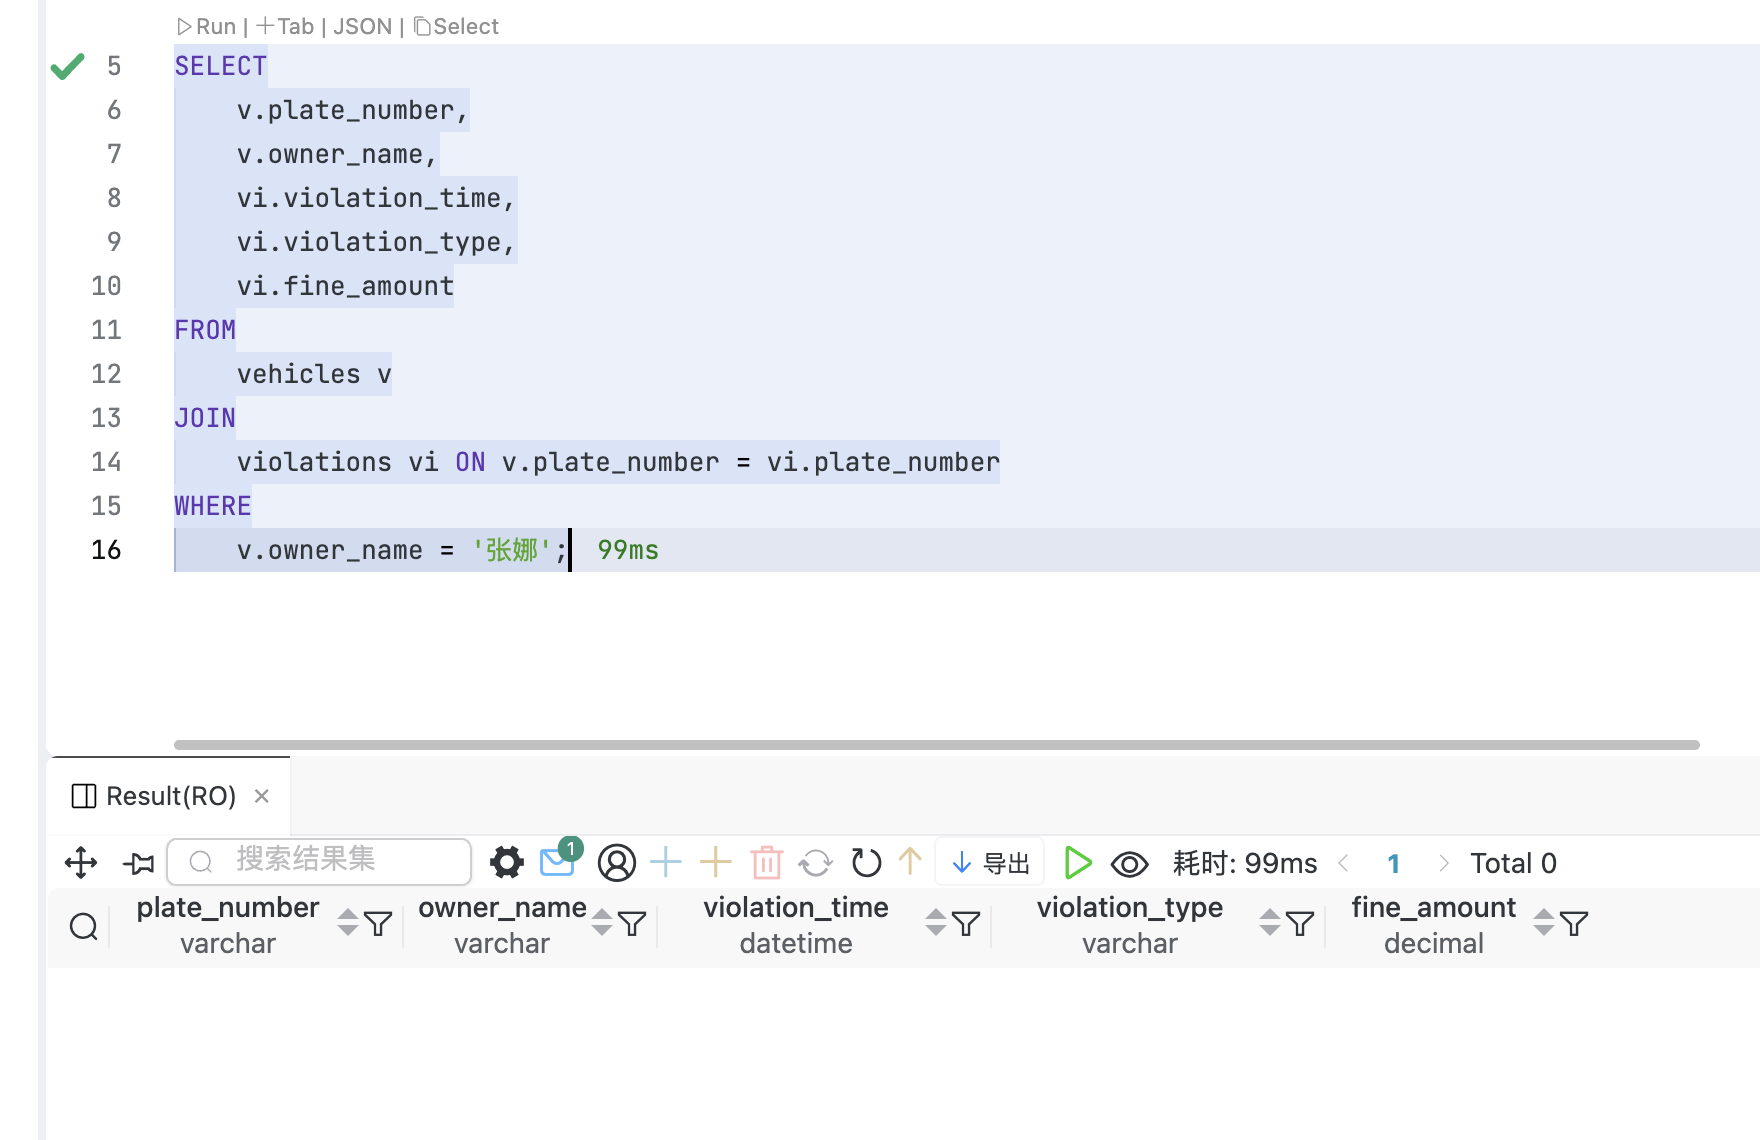 Run | Tab | JSON | Select
5 SELECT
6 v.plate_number,
7 v.owner_name,
8 vi.violation_time,
9 vi.violation_type,
10 vi.fine_amount
11 FROM
12 vehicles v
13 JOIN
14 violations vi ON v.plate_number = vi.plate_number
15 WHERE
16 v.owner_name = '张娜'; 99ms
Result(RO) ×
搜索结果集 1 导出 耗时: 99ms < 1 > Total 0
plate_number owner_name violation_time violation_type fine_amount
varchar varchar datetime varchar decimal